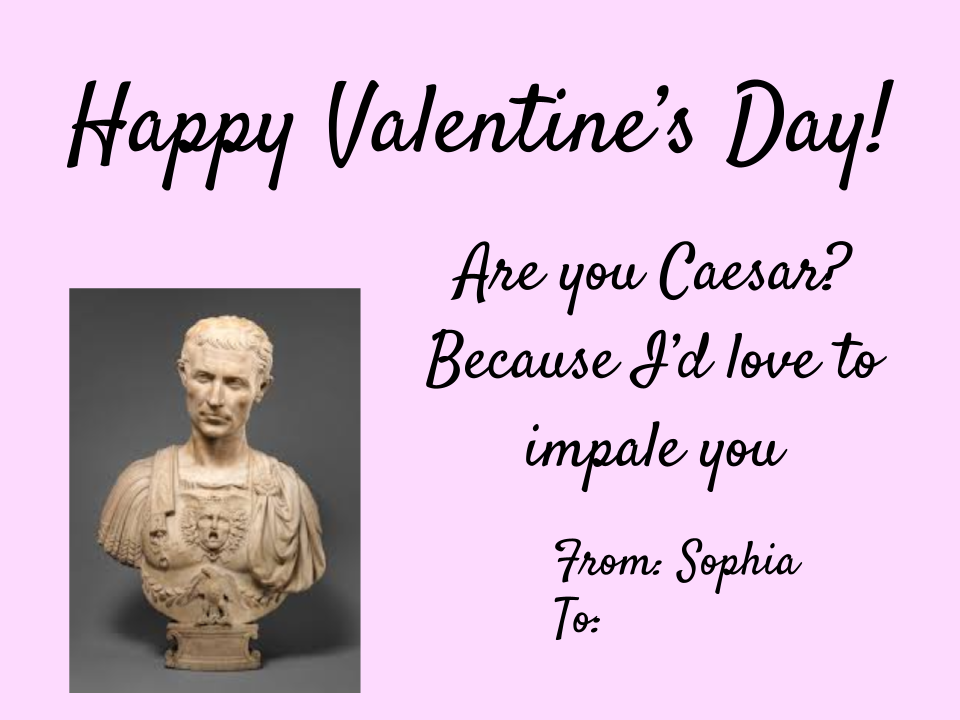 Happy Valentine’s Day!
Are you Caesar?
Because I’d love to
impale you
From: Sophia
To: